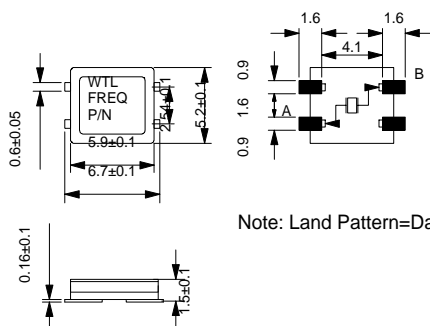 WTL
FREQ
P/N
0.6±0.05
2.54±0.1
5.2±0.1
5.9±0.1
6.7±0.1
1.6
1.6
4.1
0.9
1.6
0.9
A
B
Note: Land Pattern=Da
0.16±0.1
1.5±0.1